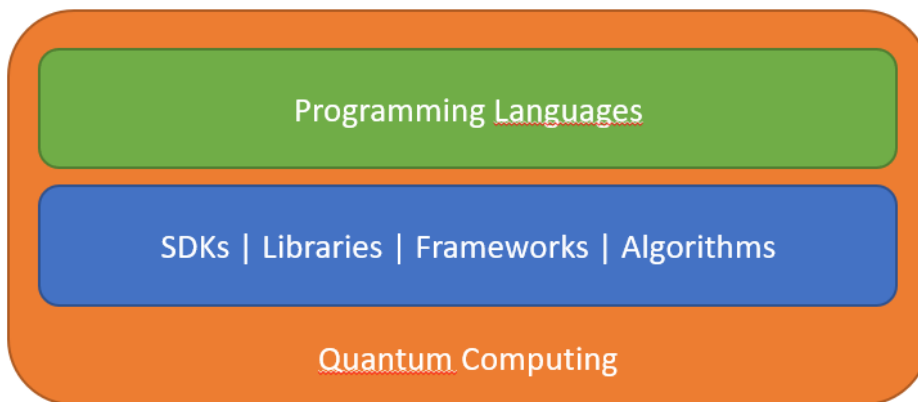 Programming Languages
SDKs | Libraries | Frameworks | Algorithms
Quantum Computing